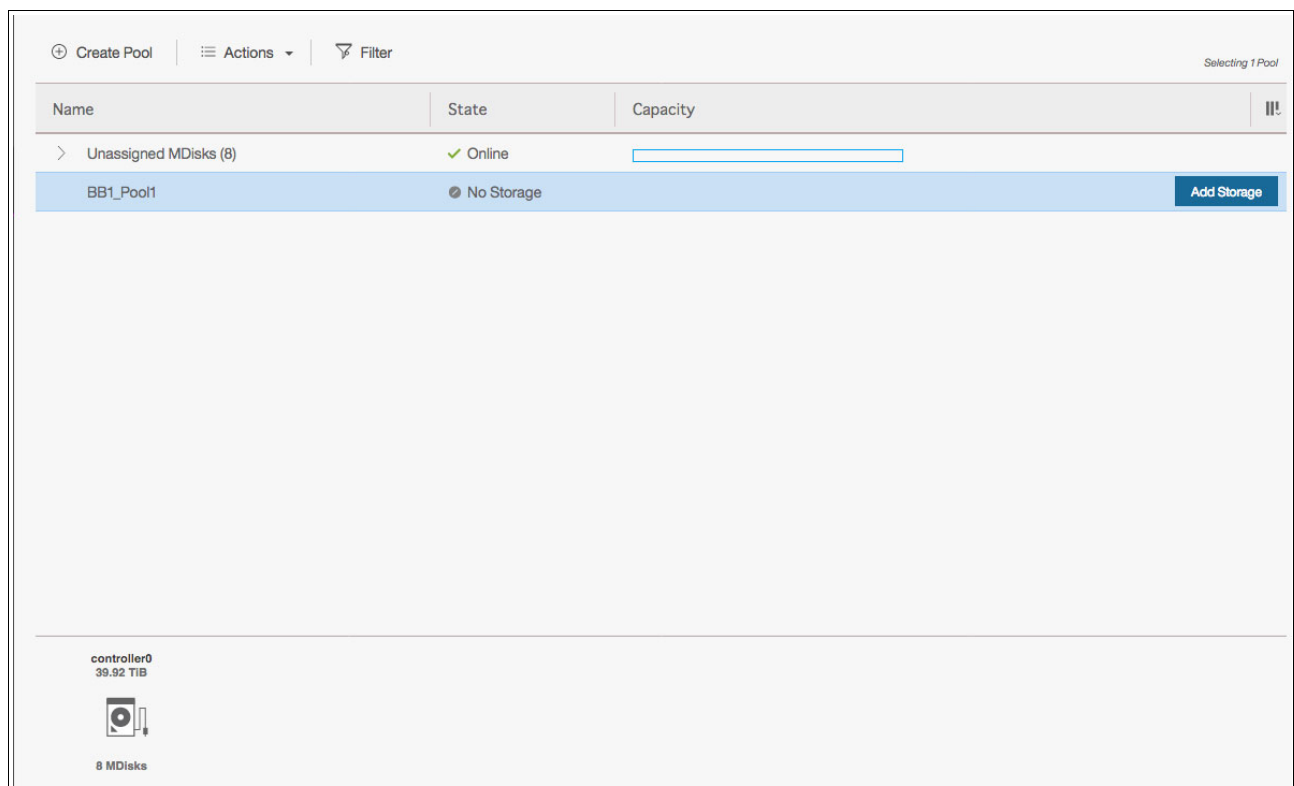 Create Pool Actions Filter
Selecting 1 Pool
Name State Capacity
Unassigned MDisks (8) Online
BB1_Pool1 No Storage Add Storage
controller0
39.92 TiB
8 MDisks